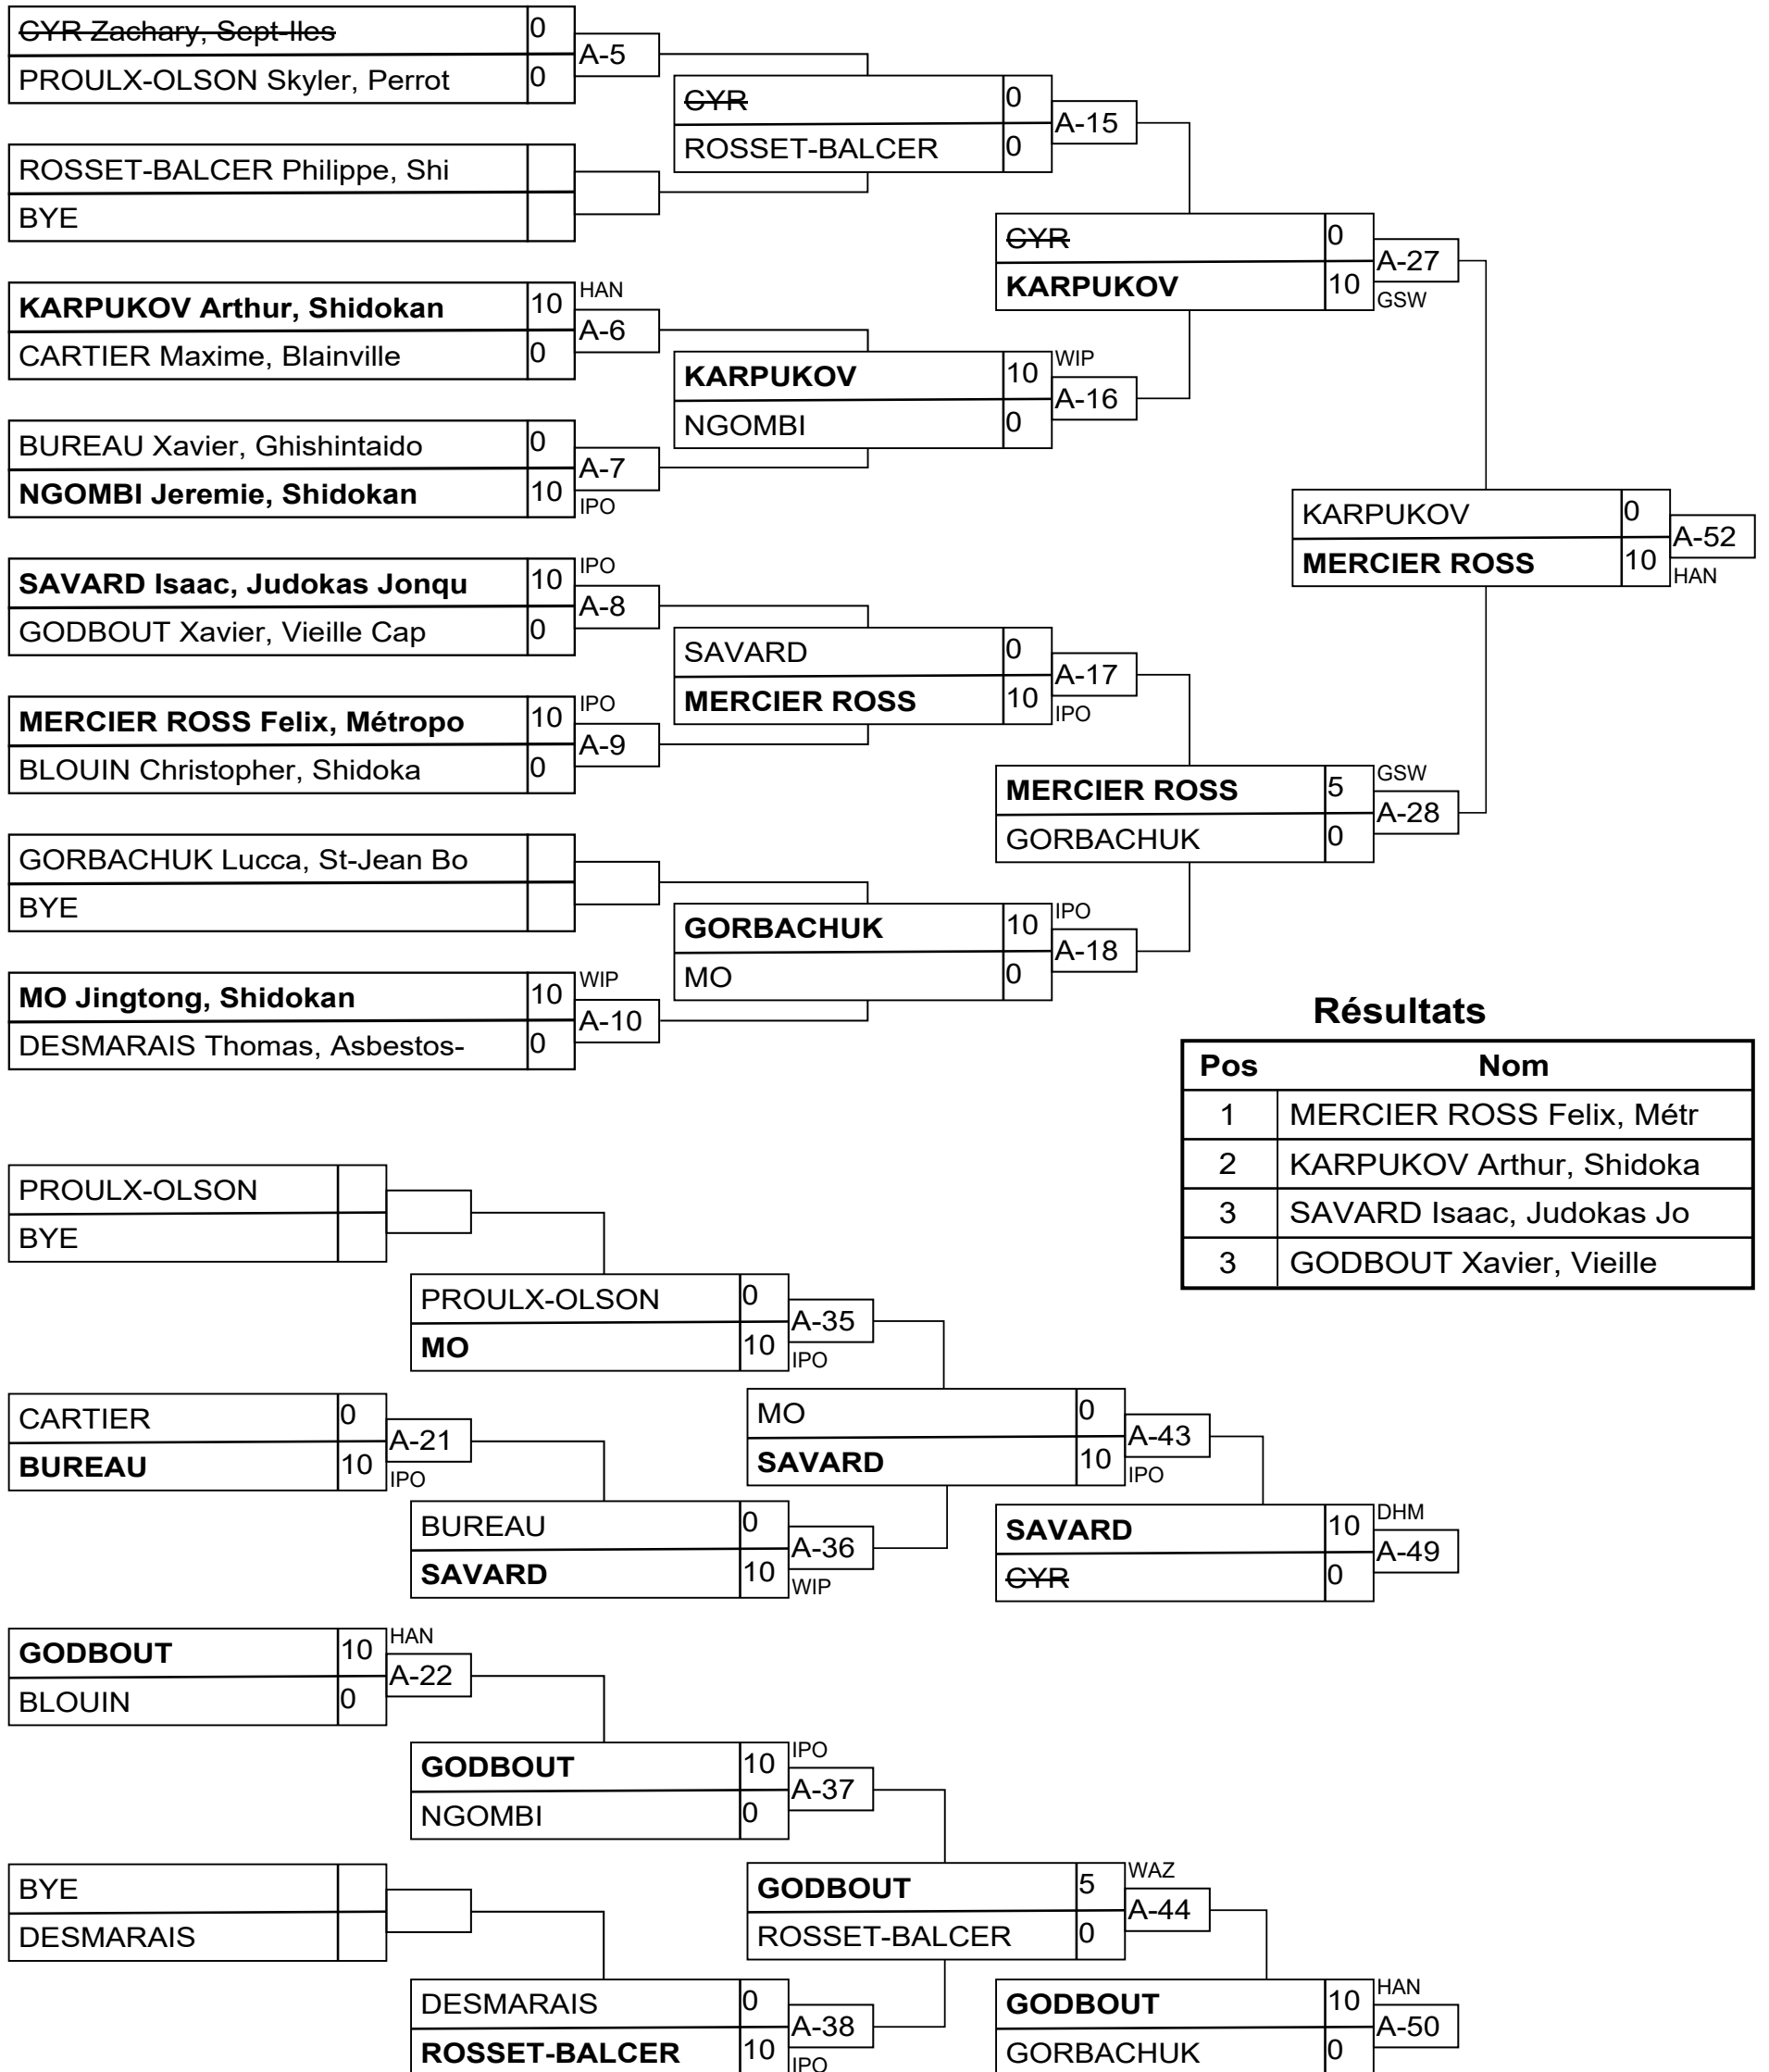 CYR Zachary, Sept-Iles 0
A-5
PROULX-OLSON Skyler, Perrot 0
CYR 0
A-15
ROSSET-BALCER 0
ROSSET-BALCER Philippe, Shi
BYE
CYR 0
A-27
KARPUKOV 10
GSW
KARPUKOV Arthur, Shidokan 10
HAN
A-6
CARTIER Maxime, Blainville 0
KARPUKOV 10
WIP
A-16
NGOMBI 0
BUREAU Xavier, Ghishintaido 0
A-7
NGOMBI Jeremie, Shidokan 10
IPO
KARPUKOV 0
A-52
MERCIER ROSS 10
HAN
SAVARD Isaac, Judokas Jonqu 10
IPO
A-8
GODBOUT Xavier, Vieille Cap 0
SAVARD 0
A-17
MERCIER ROSS 10
IPO
MERCIER ROSS Felix, Métropo 10
IPO
A-9
BLOUIN Christopher, Shidoka 0
MERCIER ROSS 5
GSW
A-28
GORBACHUK 0
GORBACHUK Lucca, St-Jean Bo
BYE
GORBACHUK 10
IPO
A-18
MO 0
MO Jingtong, Shidokan 10
WIP
A-10
DESMARAIS Thomas, Asbestos- 0
Résultats
Pos Nom
1 MERCIER ROSS Felix, Métr
2 KARPUKOV Arthur, Shidoka
3 SAVARD Isaac, Judokas Jo
3 GODBOUT Xavier, Vieille
PROULX-OLSON
BYE
PROULX-OLSON 0
A-35
MO 10
IPO
CARTIER 0
A-21
BUREAU 10
IPO
MO 0
A-43
SAVARD 10
IPO
BUREAU 0
A-36
SAVARD 10
WIP
SAVARD 10
DHM
A-49
CYR 0
GODBOUT 10
HAN
A-22
BLOUIN 0
GODBOUT 10
IPO
A-37
NGOMBI 0
BYE
DESMARAIS
GODBOUT 5
WAZ
A-44
ROSSET-BALCER 0
DESMARAIS 0
A-38
ROSSET-BALCER 10
IPO
GODBOUT 10
HAN
A-50
GORBACHUK 0